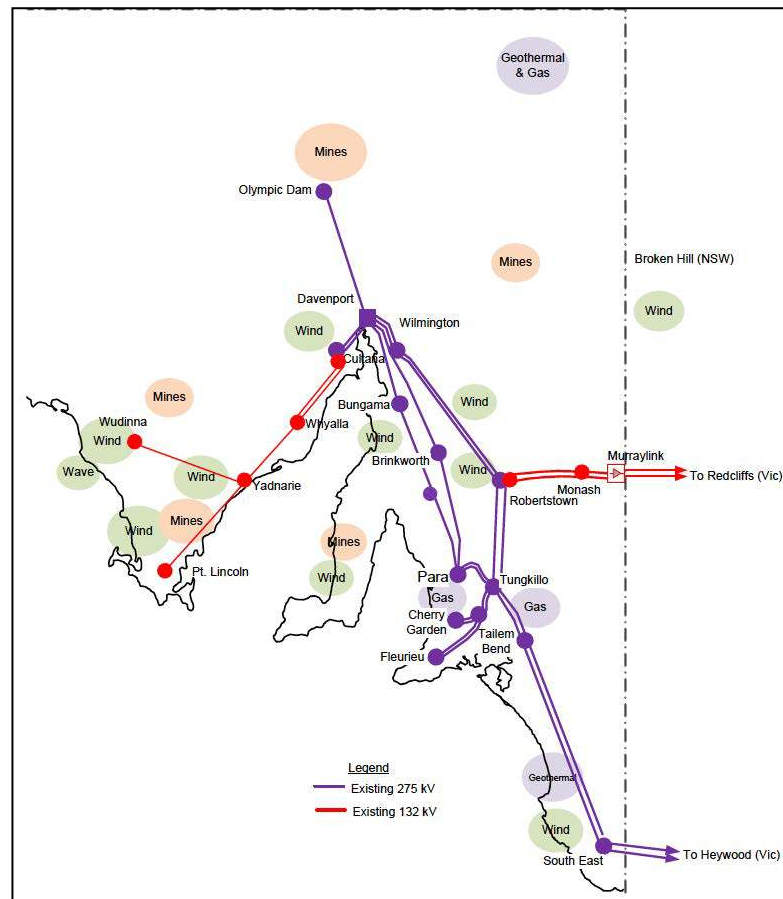 Geothermal
& Gas
Mines
Olympic Dam
Mines
Broken Hill (NSW)
Davenport
Wind
Wind
Wilmington
Cultana
Mines
Bungama
Wind
Wudinna
Whyalla
Wind
Wind
Brinkworth
Murraylink
Wave
Wind
Yadnarie
Wind
To Redcliffs (Vic)
Monash
Robertstown
Mines
Wind
Mines
Pt. Lincoln
Wind
Para
Tungkillo
Gas
Gas
Cherry
Garden
Tailem
Bend
Fleurieu
Legend
Existing 275 kV
Existing 132 kV
Geothermal
Wind
South East
To Heywood (Vic)